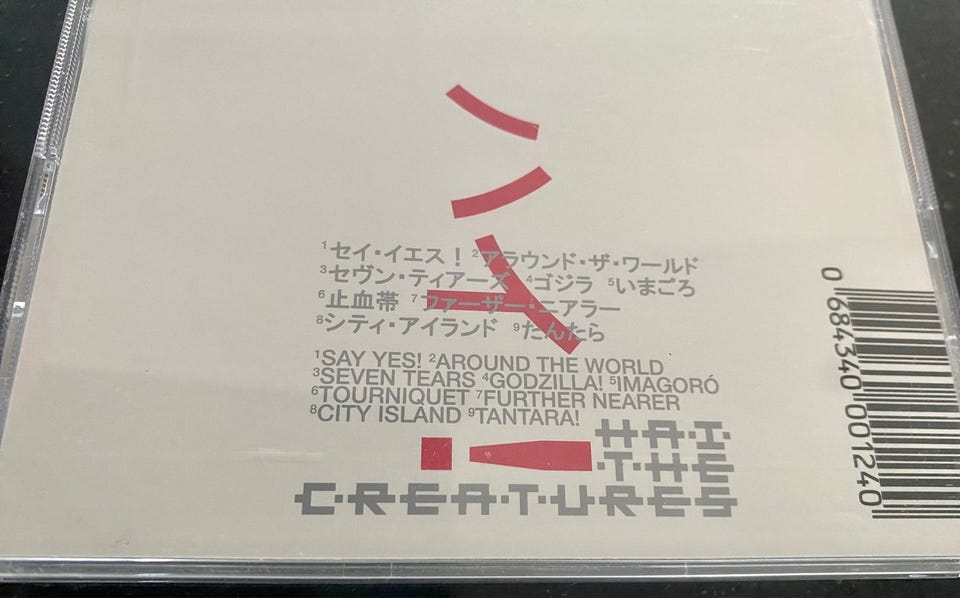 ¹セイ・イエス！ ²アラウンド・ザ・ワールド
³セヴン・ティアーズ ⁴ゴジラ ⁵いまごろ
⁶止血帯 ⁷ファーザー・ニアラー
⁸シティ・アイランド ⁹たんたら
¹SAY YES! ²AROUND THE WORLD
³SEVEN TEARS ⁴GODZILLA! ⁵IMAGORÓ
⁶TOURNIQUET ⁷FURTHER NEARER
⁸CITY ISLAND ⁹TANTARA!
H·A·I·
·T·H·E
C·R·E·A·T·U·R·E·S
0 684340 001240